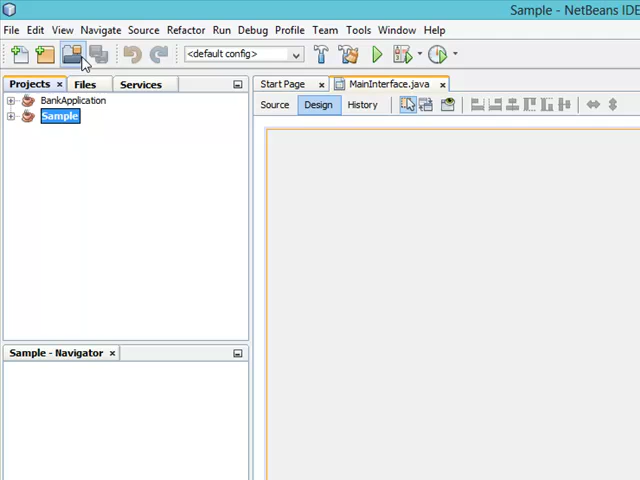 Sample - NetBeans IDE
File Edit View Navigate Source Refactor Run Debug Profile Team Tools Window Help
<default config>
Projects Files Services Start Page MainInterface.java
Source Design History
BankApplication
Sample
Sample - Navigator